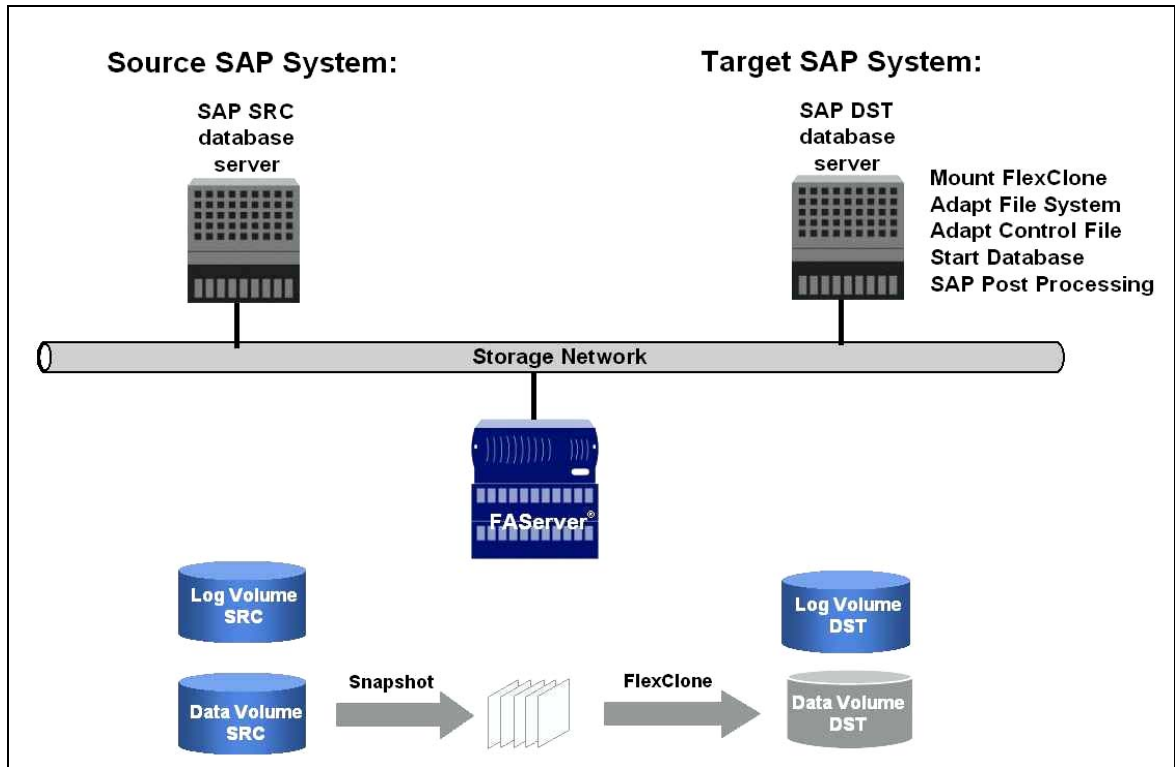 Source SAP System:
Target SAP System:
SAP SRC
database
server
SAP DST
database
server
Mount FlexClone
Adapt File System
Adapt Control File
Start Database
SAP Post Processing
Storage Network
FAServer®
Log Volume
SRC
Log Volume
DST
Data Volume
SRC
Snapshot
FlexClone
Data Volume
DST